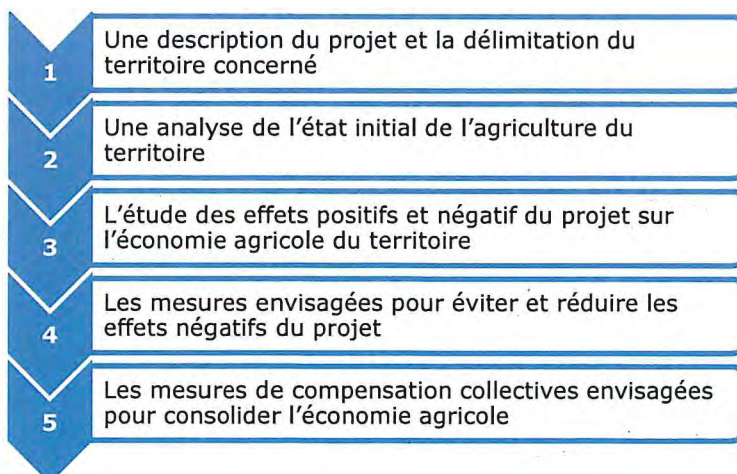 1
Une description du projet et la délimitation du
territoire concerné
2
Une analyse de l'état initial de l'agriculture du
territoire
3
L'étude des effets positifs et négatif du projet sur
l'économie agricole du territoire
4
Les mesures envisagées pour éviter et réduire les
effets négatifs du projet
5
Les mesures de compensation collectives envisagées
pour consolider l'économie agricole